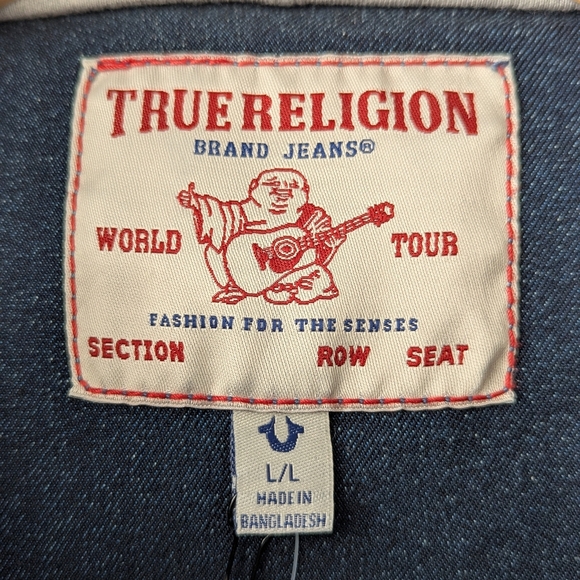 TRUE RELIGION
BRAND JEANS®
WORLD TOUR
FASHION FOR THE SENSES
SECTION ROW SEAT
L/L
MADE IN
BANGLADESH